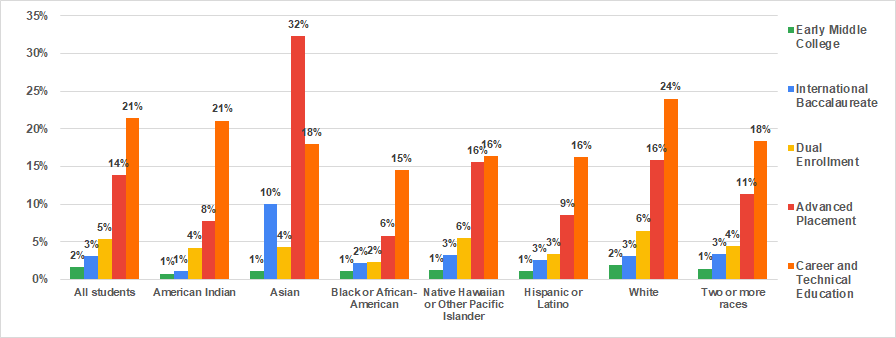 35%
30%
25%
20%
15%
10%
5%
0%
2%
3%
5%
14%
21%
1%
1%
4%
8%
21%
1%
10%
4%
32%
18%
1%
2%
2%
6%
15%
1%
3%
6%
16%
16%
1%
3%
3%
9%
16%
2%
3%
6%
16%
24%
1%
3%
4%
11%
18%
All students
American Indian
Asian
Black or African-
American
Native Hawaiian
or Other Pacific
Islander
Hispanic or
Latino
White
Two or more
races
Early Middle
College
International
Baccalaureate
Dual
Enrollment
Advanced
Placement
Career and
Technical
Education